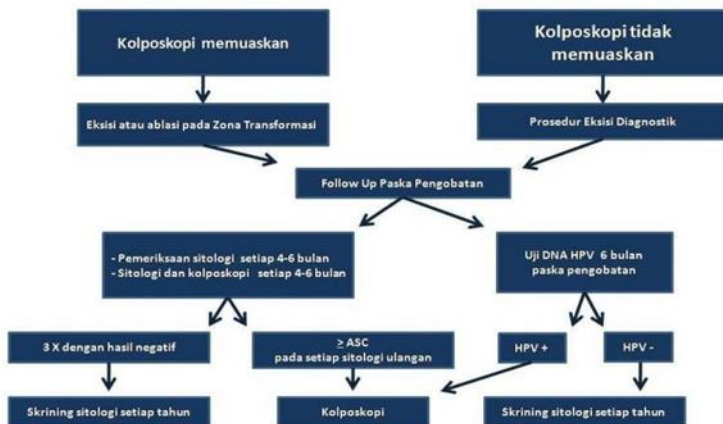 Kolposkopi memuaskan
Kolposkopi tidak
memuaskan
Eksisi atau ablasi pada Zona Transformasi
Prosedur Eksisi Diagnostik
Follow Up Paska Pengobatan
- Pemeriksaan sitologi setiap 4-6 bulan
- Sitologi dan kolposkopi setiap 4-6 bulan
Uji DNA HPV 6 bulan
paska pengobatan
3 X dengan hasil negatif
≥ ASC
pada setiap sitologi ulangan
HPV +
HPV -
Skrining sitologi setiap tahun
Kolposkopi
Skrining sitologi setiap tahun